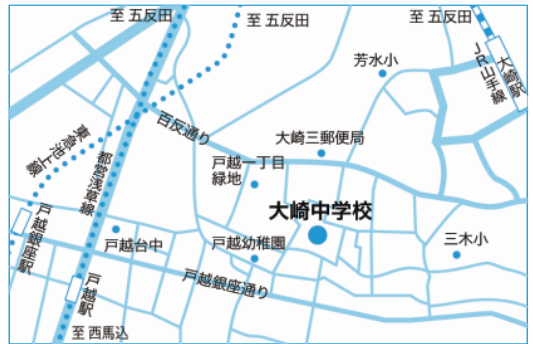 至 五反田
至 五反田
至 五反田
芳水小
JR山手線
大崎駅
百反通り
大崎三郵便局
東急池上線
都営浅草線
戸越一丁目
緑地
大崎中学校
戸越銀座駅
戸越台中
戸越幼稚園
三木小
戸越銀座通り
戸越駅
至 西馬込